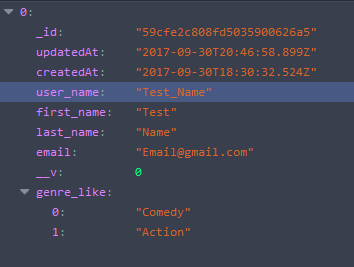 0:
_id: "59cfe2c808fd5035900626a5"
updatedAt: "2017-09-30T20:46:58.899Z
createdAt: "2017-09-30T18:30:32.524Z
user_name: "Test_Name"
first_name: "Test"
last_name: "Name"
email: "Email@gmail.com"
__v: 0
genre_like:
0: "Comedy"
1: "Action"